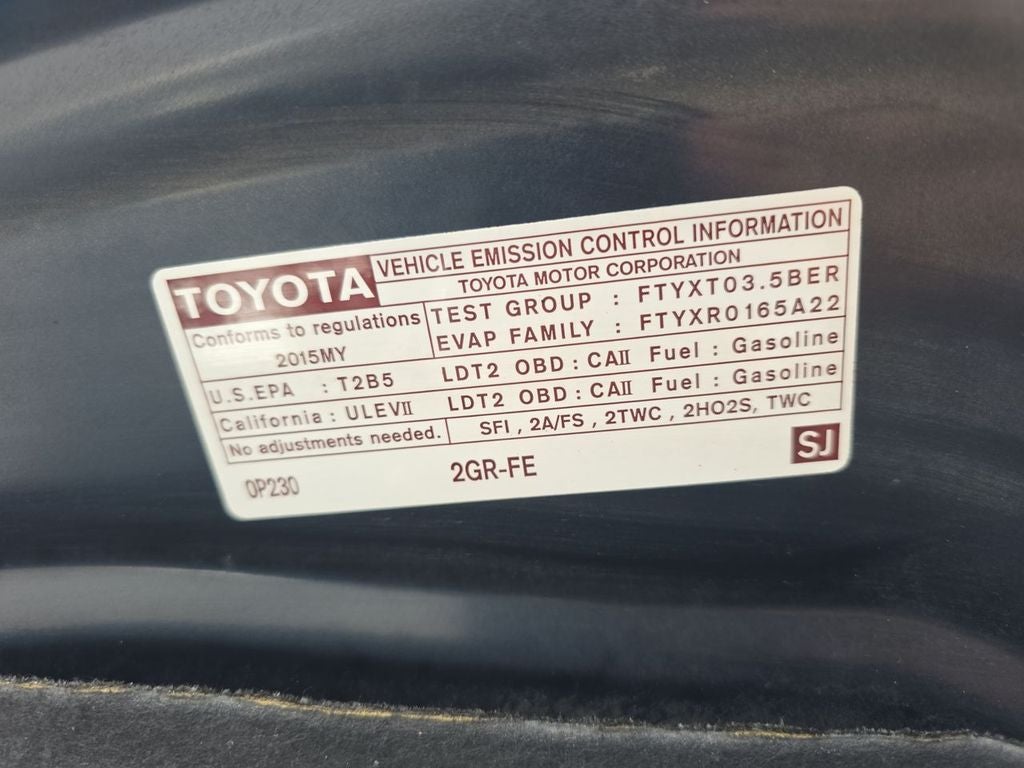 TOYOTA VEHICLE EMISSION CONTROL INFORMATION
TOYOTA MOTOR CORPORATION
Conforms to regulations
2015MY
TEST GROUP : FTYXT03.5BER
EVAP FAMILY : FTYXR0165A22
U.S.EPA : T2B5 LDT2 OBD : CAII Fuel : Gasoline
California : ULEVII LDT2 OBD : CAII Fuel : Gasoline
No adjustments needed. SFI , 2A/FS , 2TWC , 2HO2S, TWC
0P230 2GR-FE SJ